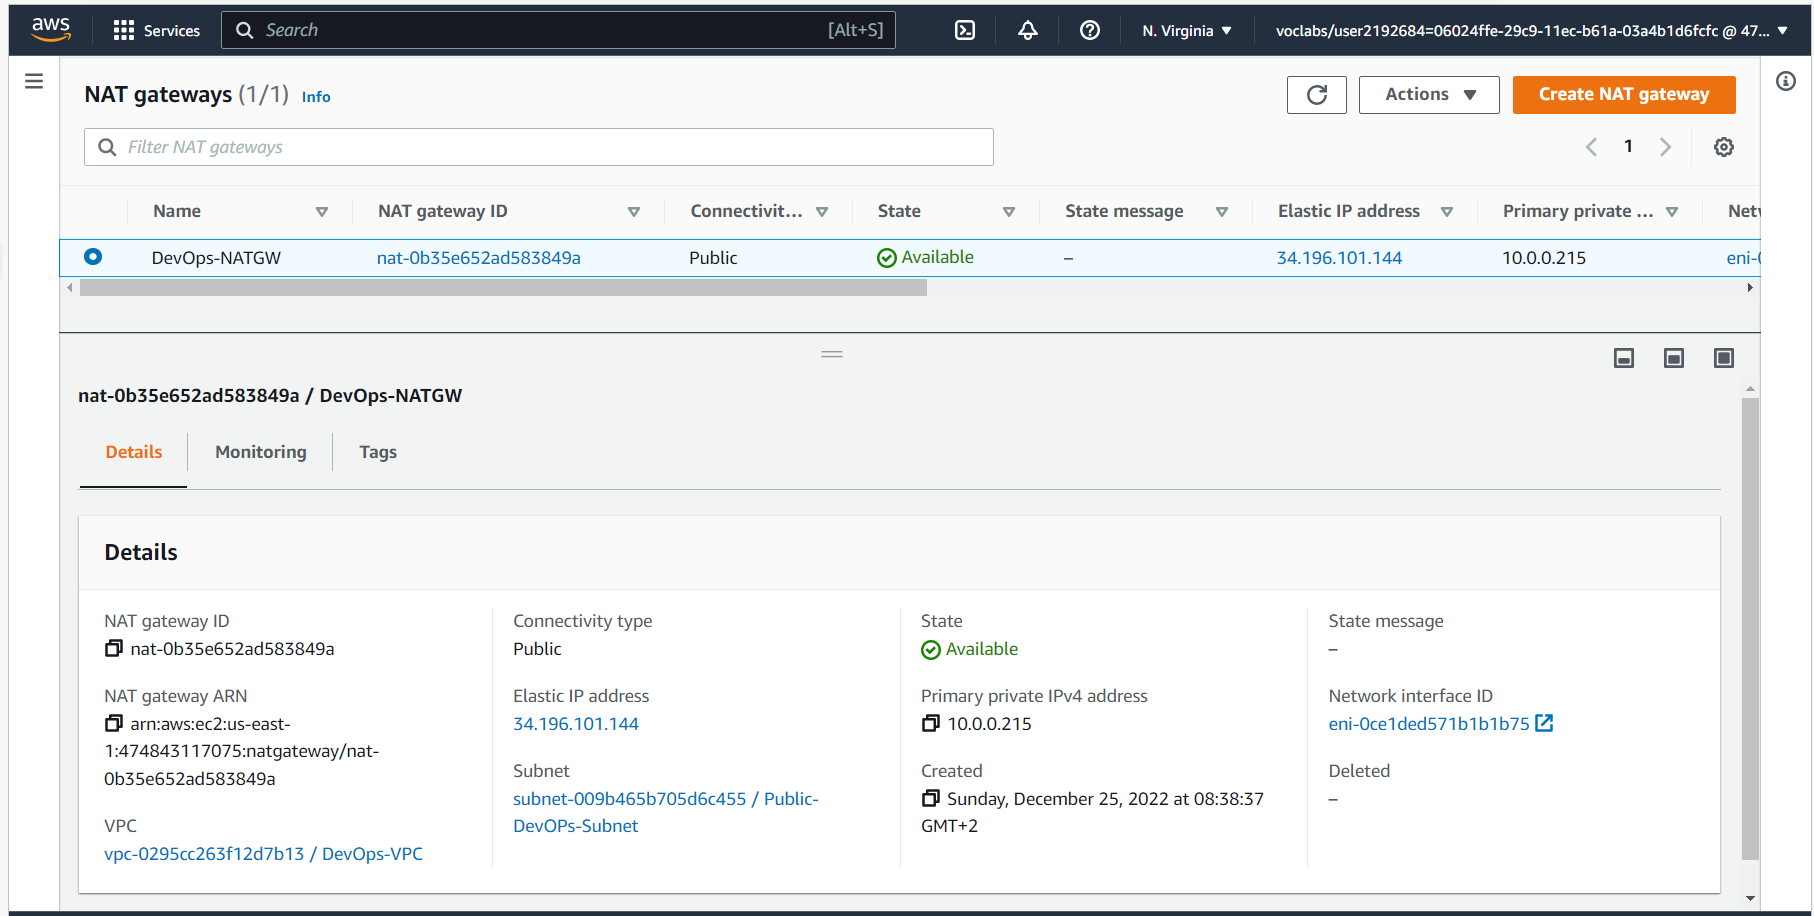 aws
Services
Search [Alt+S]
N. Virginia
voclabs/user2192684=06024ffe-29c9-11ec-b61a-03a4b1d6fcfc @ 47...
NAT gateways (1/1) Info
Actions
Create NAT gateway
Filter NAT gateways
1
Name NAT gateway ID Connectivit... State State message Elastic IP address Primary private ... Netw
DevOps-NATGW nat-0b35e652ad583849a Public Available – 34.196.101.144 10.0.0.215 eni-0
nat-0b35e652ad583849a / DevOps-NATGW
Details Monitoring Tags
Details
NAT gateway ID
nat-0b35e652ad583849a
NAT gateway ARN
arn:aws:ec2:us-east-
1:474843117075:natgateway/nat-
0b35e652ad583849a
VPC
vpc-0295cc263f12d7b13 / DevOps-VPC
Connectivity type
Public
Elastic IP address
34.196.101.144
Subnet
subnet-009b465b705d6c455 / Public-
DevOPs-Subnet
State
Available
Primary private IPv4 address
10.0.0.215
Created
Sunday, December 25, 2022 at 08:38:37
GMT+2
State message
–
Network interface ID
eni-0ce1ded571b1b1b75
Deleted
–